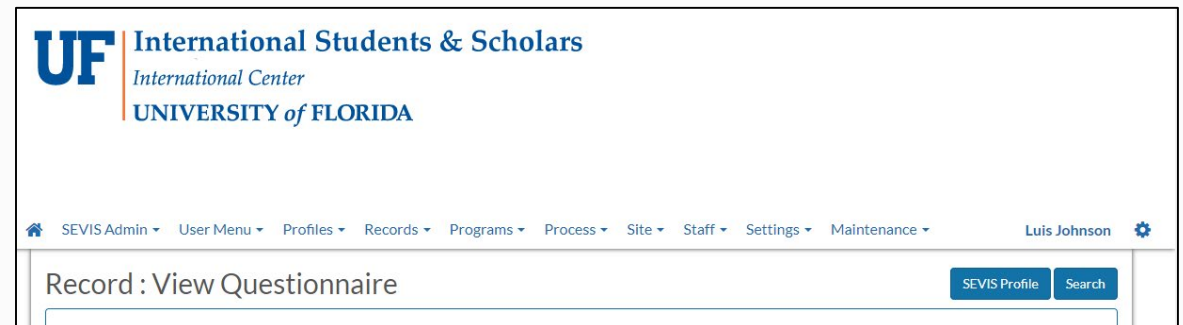 UF
International Students & Scholars
International Center
UNIVERSITY of FLORIDA
SEVIS Admin User Menu Profiles Records Programs Process Site Staff Settings Maintenance Luis Johnson
Record : View Questionnaire SEVIS Profile Search